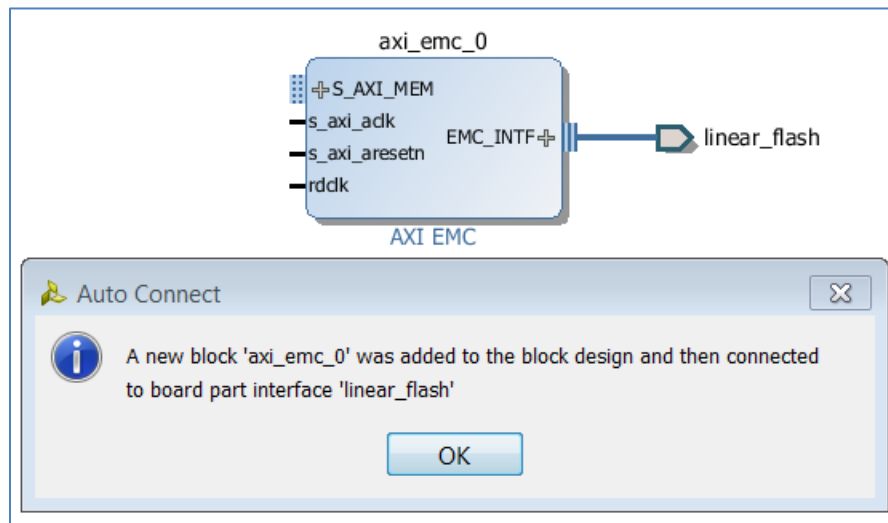 axi_emc_0
S_AXI_MEM
s_axi_aclk
s_axi_aresetn
rdclk
EMC_INTF
linear_flash
AXI EMC
Auto Connect
A new block 'axi_emc_0' was added to the block design and then connected
to board part interface 'linear_flash'
OK